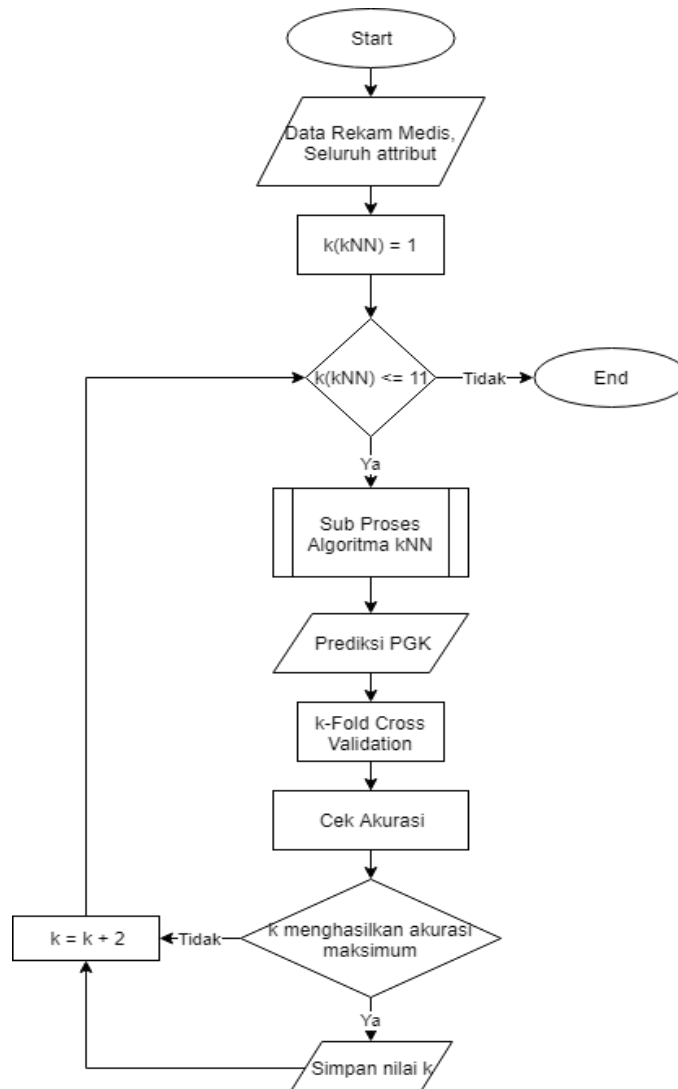 Start
Data Rekam Medis,
Seluruh attribut
k(kNN) = 1
k(kNN) <= 11
Tidak
End
Ya
Sub Proses
Algoritma kNN
Prediksi PGK
k-Fold Cross
Validation
Cek Akurasi
k menghasilkan akurasi
maksimum
Tidak
k = k + 2
Ya
Simpan nilai k